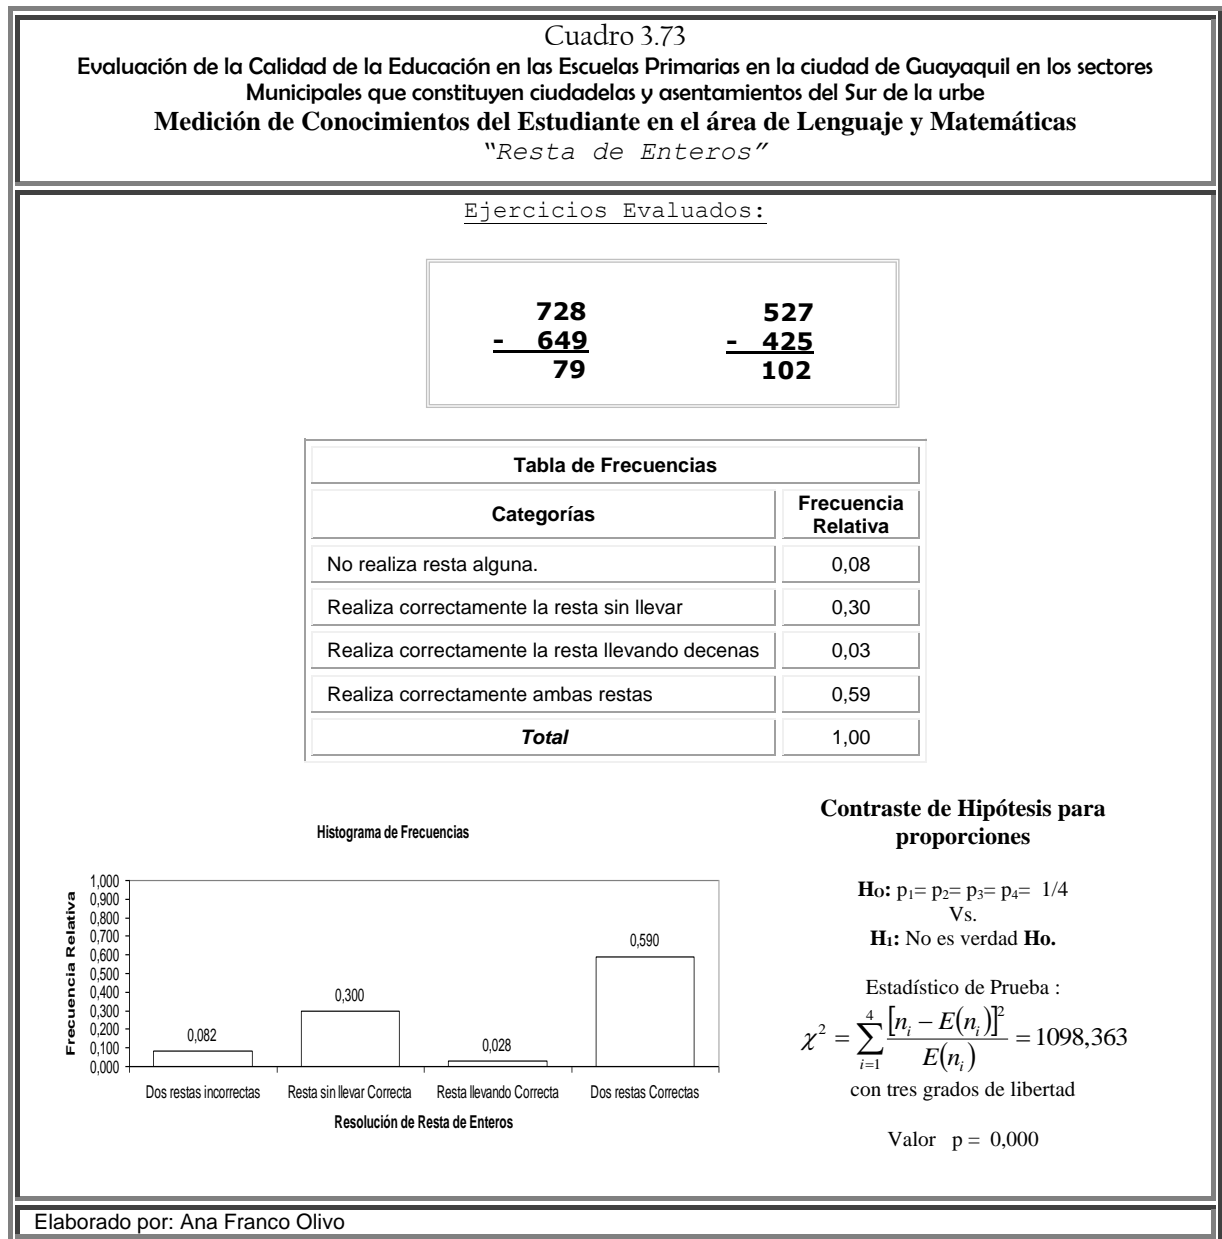 Cuadro 3.73
Evaluación de la Calidad de la Educación en las Escuelas Primarias en la ciudad de Guayaquil en los sectores
Municipales que constituyen ciudadelas y asentamientos del Sur de la urbe
Medición de Conocimientos del Estudiante en el área de Lenguaje y Matemáticas
“Resta de Enteros”
Ejercicios Evaluados:
728 527
- 649 - 425
79 102
Tabla de Frecuencias
Categorías Frecuencia Relativa
No realiza resta alguna. 0,08
Realiza correctamente la resta sin llevar 0,30
Realiza correctamente la resta llevando decenas 0,03
Realiza correctamente ambas restas 0,59
Total 1,00
Histograma de Frecuencias
Frecuencia Relativa
1,000
0,900
0,800
0,700
0,600
0,500
0,400
0,300
0,200
0,100
0,000
0,082
0,300
0,028
0,590
Dos restas incorrectas Resta sin llevar Correcta Resta llevando Correcta Dos restas Correctas
Resolución de Resta de Enteros
Contraste de Hipótesis para
proporciones
HO: p1= p2= p3= p4= 1/4
Vs.
H1: No es verdad Ho.
Estadístico de Prueba :
χ² = ∑ i=1 4 [ni − E(ni)]² / E(ni) = 1098,363
con tres grados de libertad
Valor p = 0,000
Elaborado por: Ana Franco Olivo